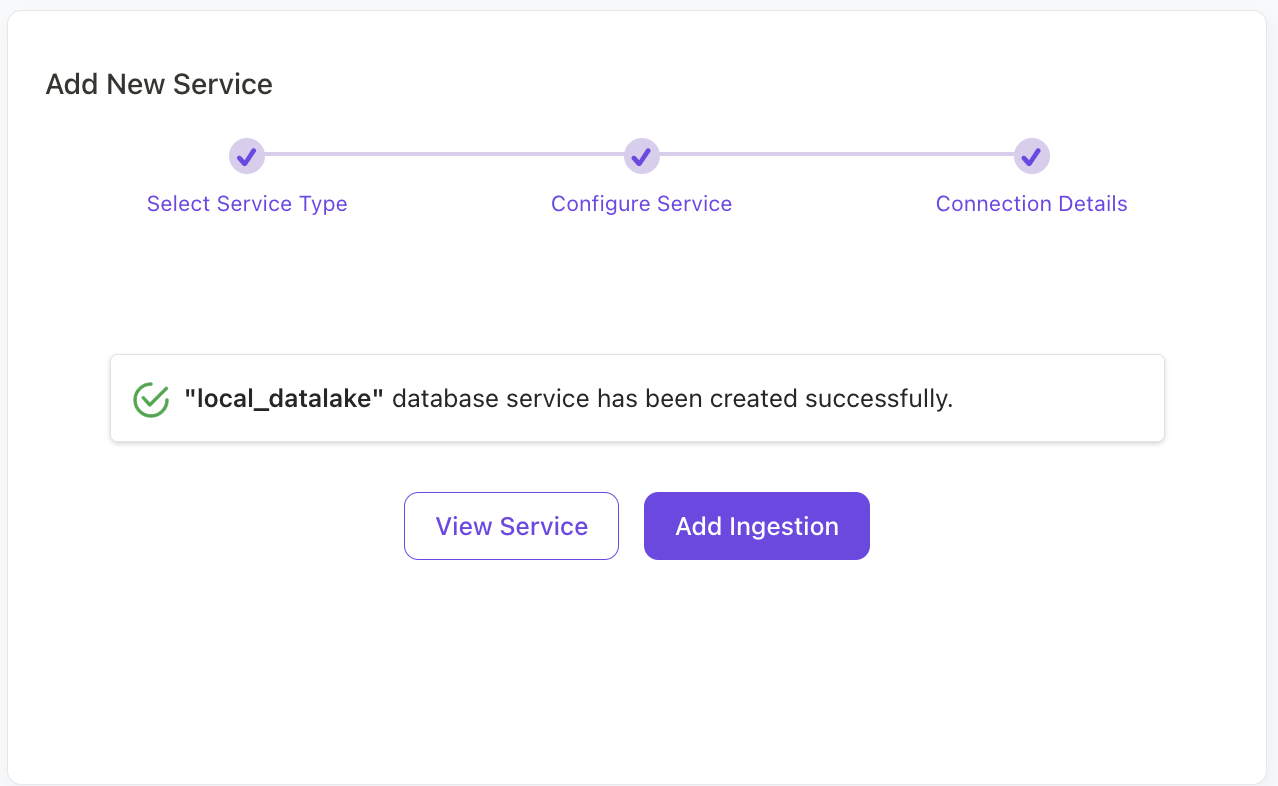 Add New Service
Select Service Type
Configure Service
Connection Details
"local_datalake" database service has been created successfully.
View Service
Add Ingestion